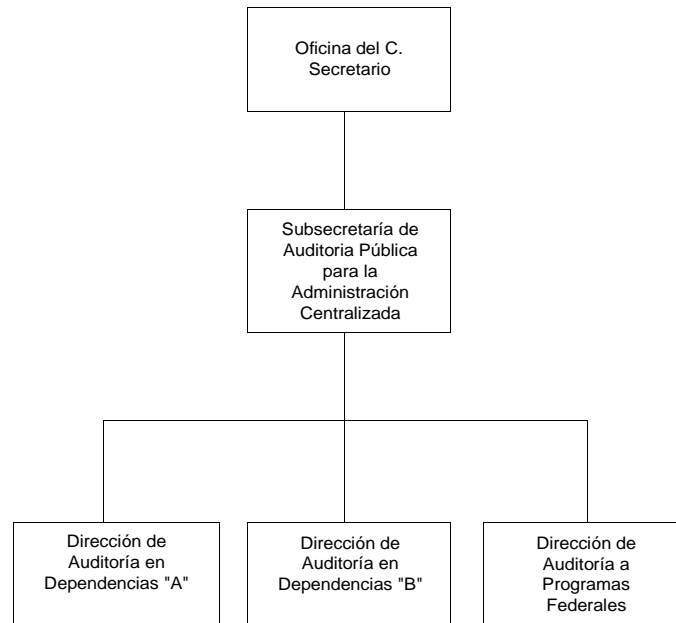 Oficina del C.
Secretario
Subsecretaría de
Auditoria Pública
para la
Administración
Centralizada
Dirección de
Auditoría en
Dependencias "A"
Dirección de
Auditoría en
Dependencias "B"
Dirección de
Auditoría a
Programas
Federales